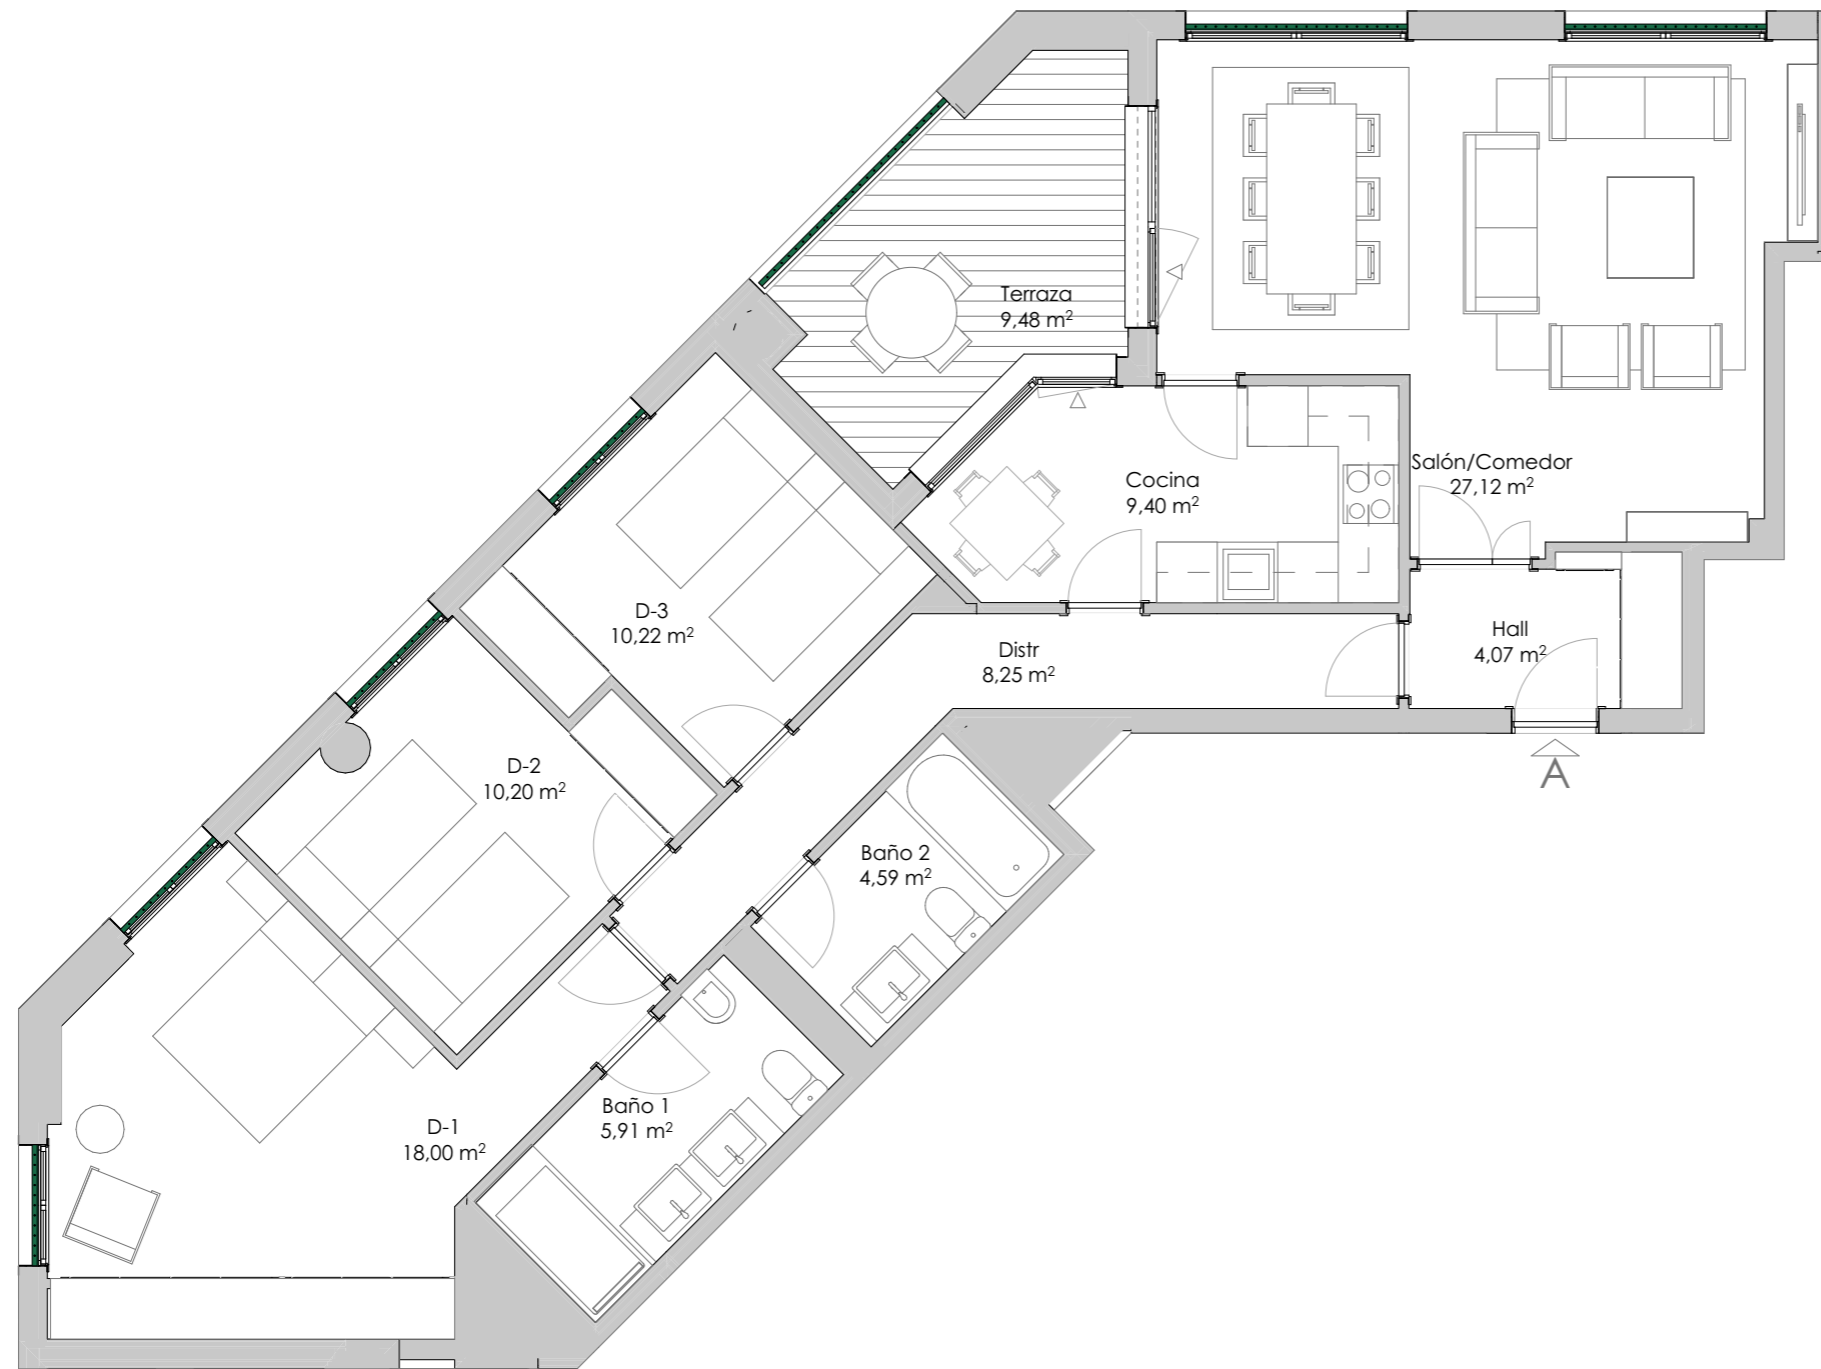 Terraza
9,48 m²
Salón/Comedor
27,12 m²
Cocina
9,40 m²
D-3
10,22 m²
Distr
8,25 m²
Hall
4,07 m²
D-2
10,20 m²
A
Baño 2
4,59 m²
Baño 1
5,91 m²
D-1
18,00 m²